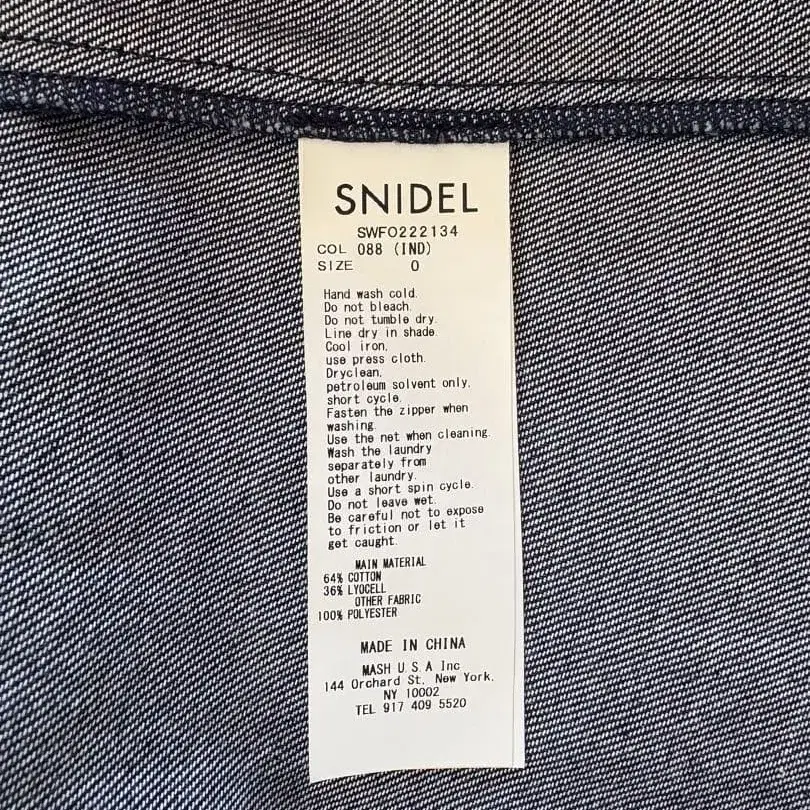 SNIDEL
SWFO222134
COL 088 (IND)
SIZE 0
Hand wash cold.
Do not bleach.
Do not tumble dry.
Line dry in shade.
Cool iron,
use press cloth.
Dryclean,
petroleum solvent only,
short cycle.
Fasten the zipper when
washing.
Use the net when cleaning.
Wash the laundry
separately from
other laundry.
Use a short spin cycle.
Do not leave wet.
Be careful not to expose
to friction or let it
get caught.
MAIN MATERIAL
64% COTTON
36% LYOCELL
OTHER FABRIC
100% POLYESTER
MADE IN CHINA
MASH U.S.A Inc
144 Orchard St. New York,
NY 10002
TEL 917 409 5520